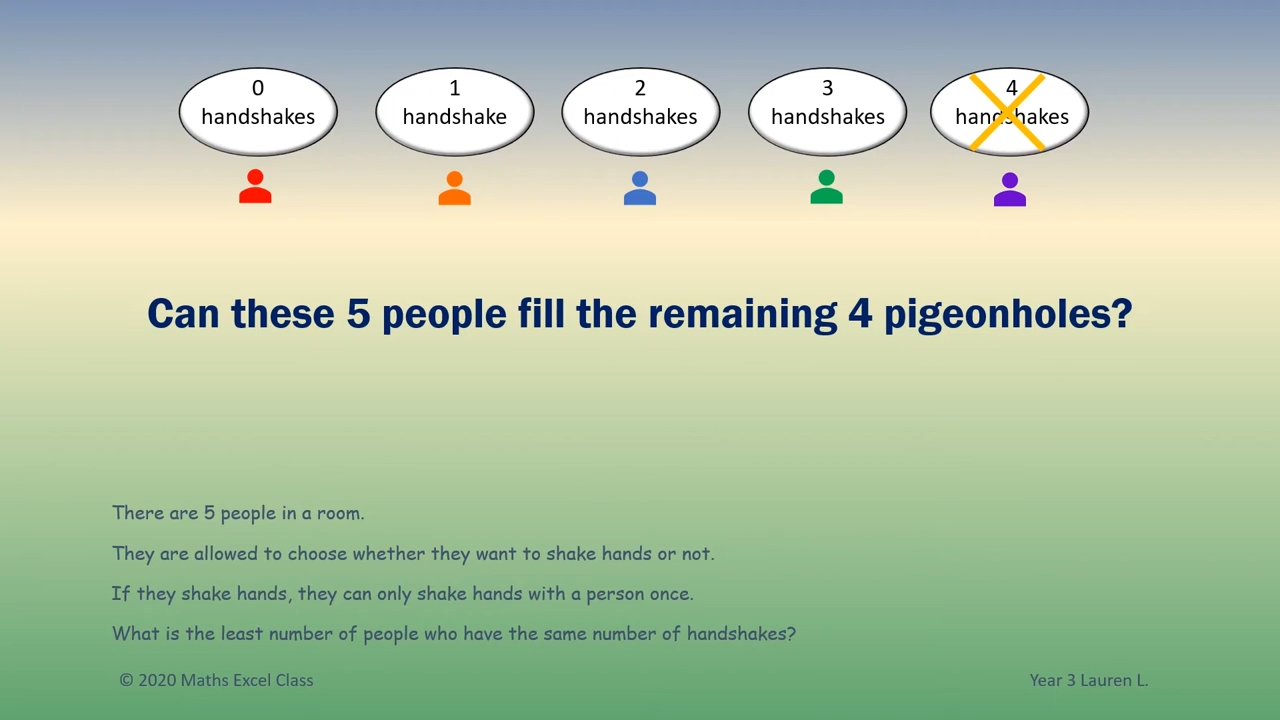 0
handshakes
1
handshake
2
handshakes
3
handshakes
4
handshakes
Can these 5 people fill the remaining 4 pigeonholes?
There are 5 people in a room.
They are allowed to choose whether they want to shake hands or not.
If they shake hands, they can only shake hands with a person once.
What is the least number of people who have the same number of handshakes?
© 2020 Maths Excel Class
Year 3 Lauren L.